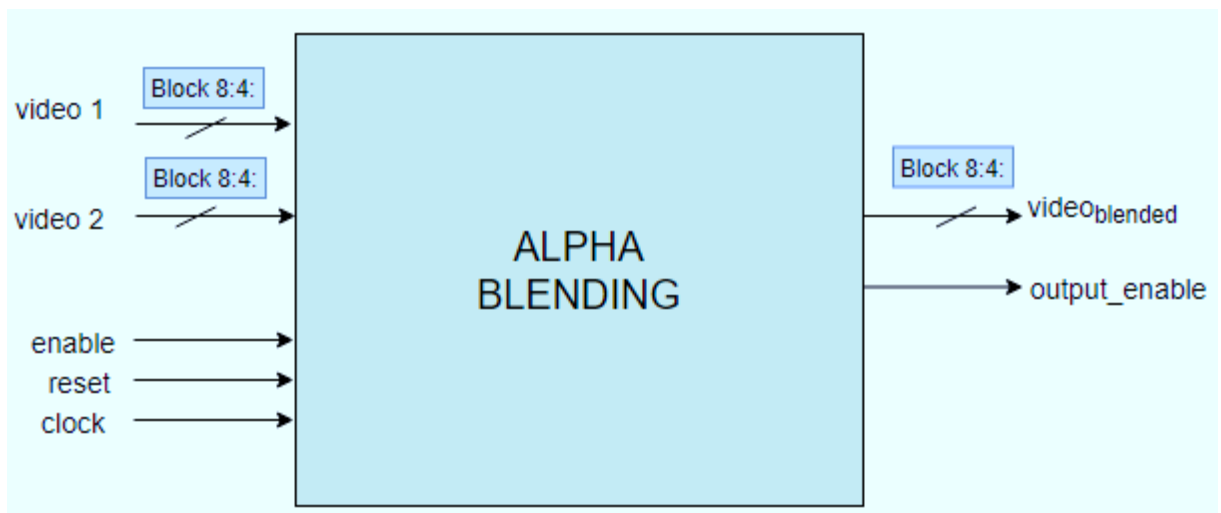 Block 8:4:
video 1
Block 8:4:
video 2
ALPHA
BLENDING
Block 8:4:
videoblended
output_enable
enable
reset
clock